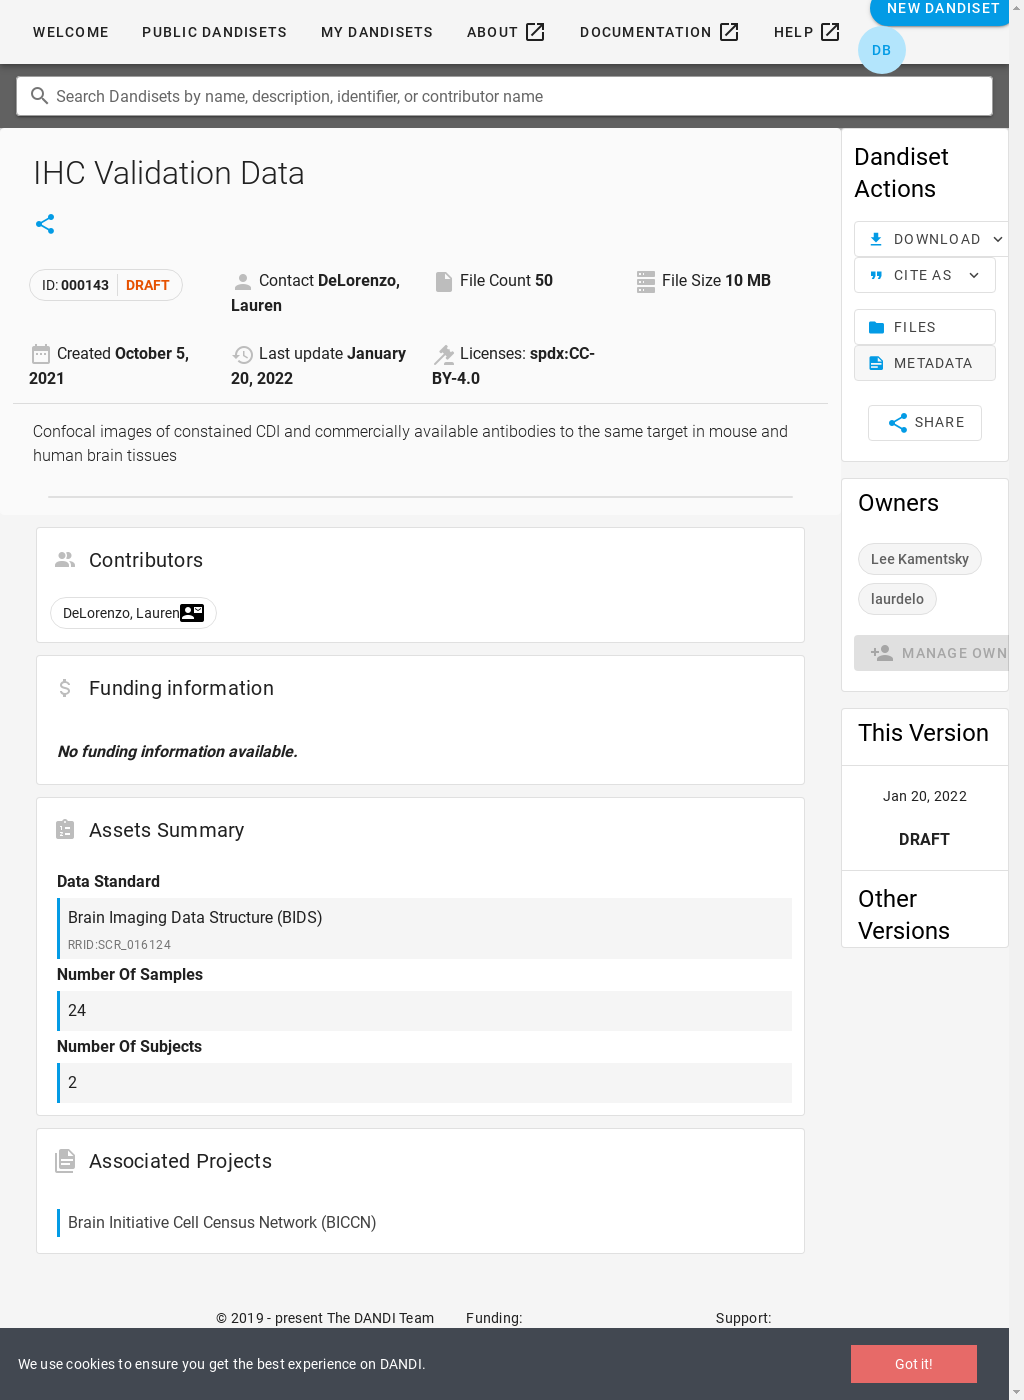 NEW DANDISET
WELCOME
PUBLIC DANDISETS
MY DANDISETS
ABOUT
DOCUMENTATION
HELP
DB
Search Dandisets by name, description, identifier, or contributor name
IHC Validation Data
ID: 000143 DRAFT
Contact DeLorenzo,
Lauren
File Count 50
File Size 10 MB
Created October 5,
2021
Last update January
20, 2022
Licenses: spdx:CC-
BY-4.0
Confocal images of constained CDI and commercially available antibodies to the same target in mouse and
human brain tissues
Contributors
DeLorenzo, Lauren
Funding information
No funding information available.
Assets Summary
Data Standard
Brain Imaging Data Structure (BIDS)
RRID:SCR_016124
Number Of Samples
24
Number Of Subjects
2
Associated Projects
Brain Initiative Cell Census Network (BICCN)
Dandiset
Actions
DOWNLOAD
CITE AS
FILES
METADATA
SHARE
Owners
Lee Kamentsky
laurdelo
MANAGE OWN
This Version
Jan 20, 2022
DRAFT
Other
Versions
© 2019 - present The DANDI Team
Funding:
Support:
We use cookies to ensure you get the best experience on DANDI.
Got it!